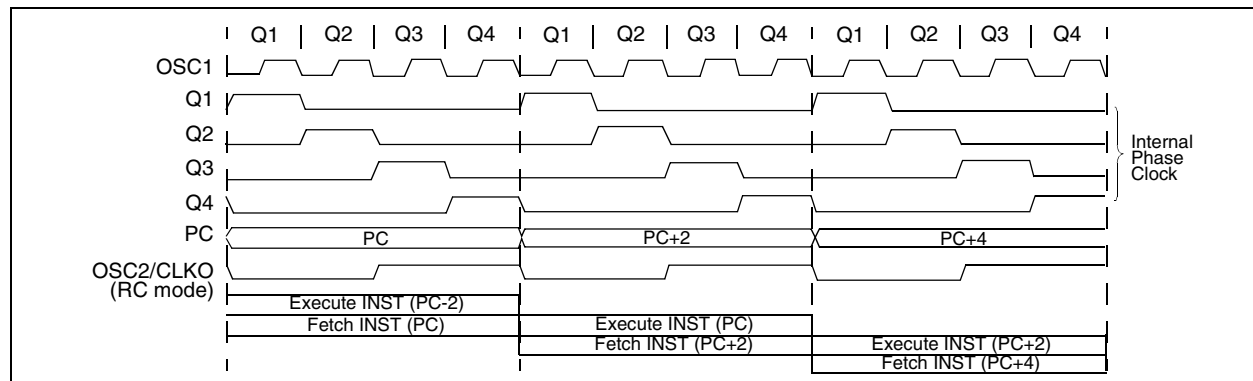 Q1 Q2 Q3 Q4 Q1 Q2 Q3 Q4 Q1 Q2 Q3 Q4
OSC1
Q1
Q2
Q3
Q4
Internal
Phase
Clock
PC PC PC+2 PC+4
OSC2/CLKO
(RC mode)
Execute INST (PC-2)
Fetch INST (PC) Execute INST (PC)
Fetch INST (PC+2) Execute INST (PC+2)
Fetch INST (PC+4)